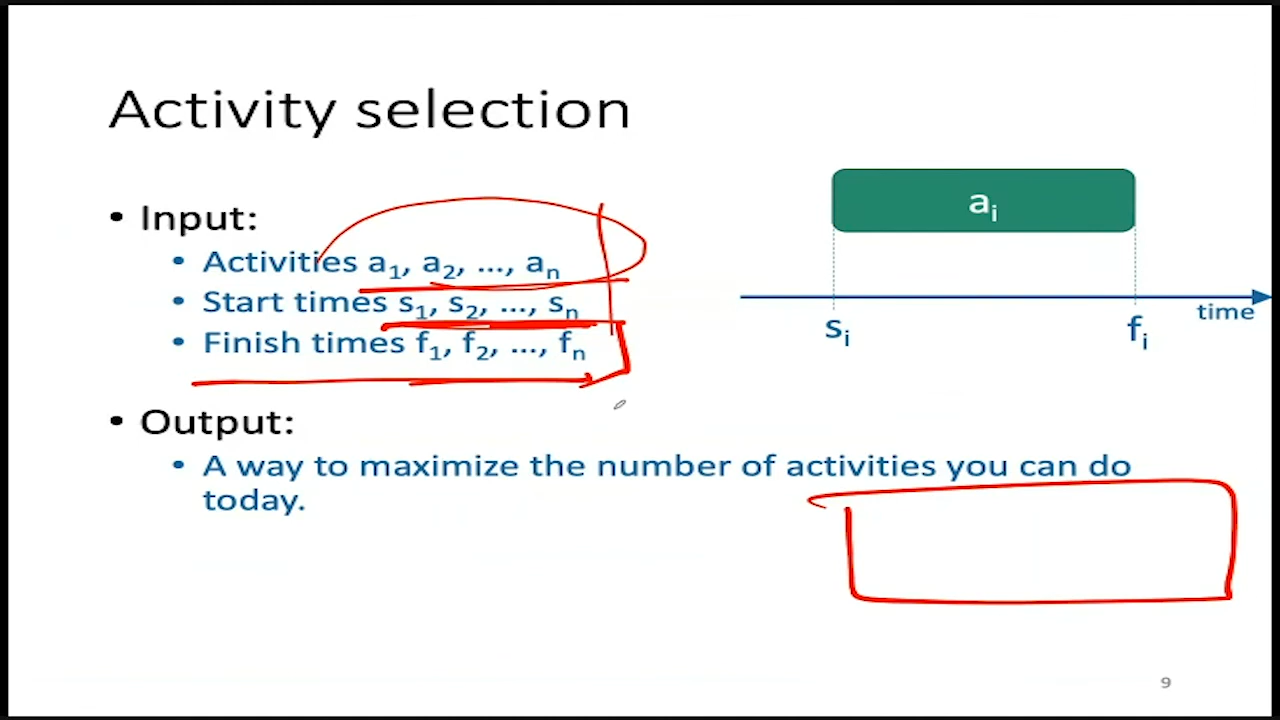 Activity selection
• Input:
• Activities a₁, a₂, ..., aₙ
• Start times s₁, s₂, ..., sₙ
• Finish times f₁, f₂, ..., fₙ
aᵢ
time
sᵢ
fᵢ
• Output:
• A way to maximize the number of activities you can do
today.
9